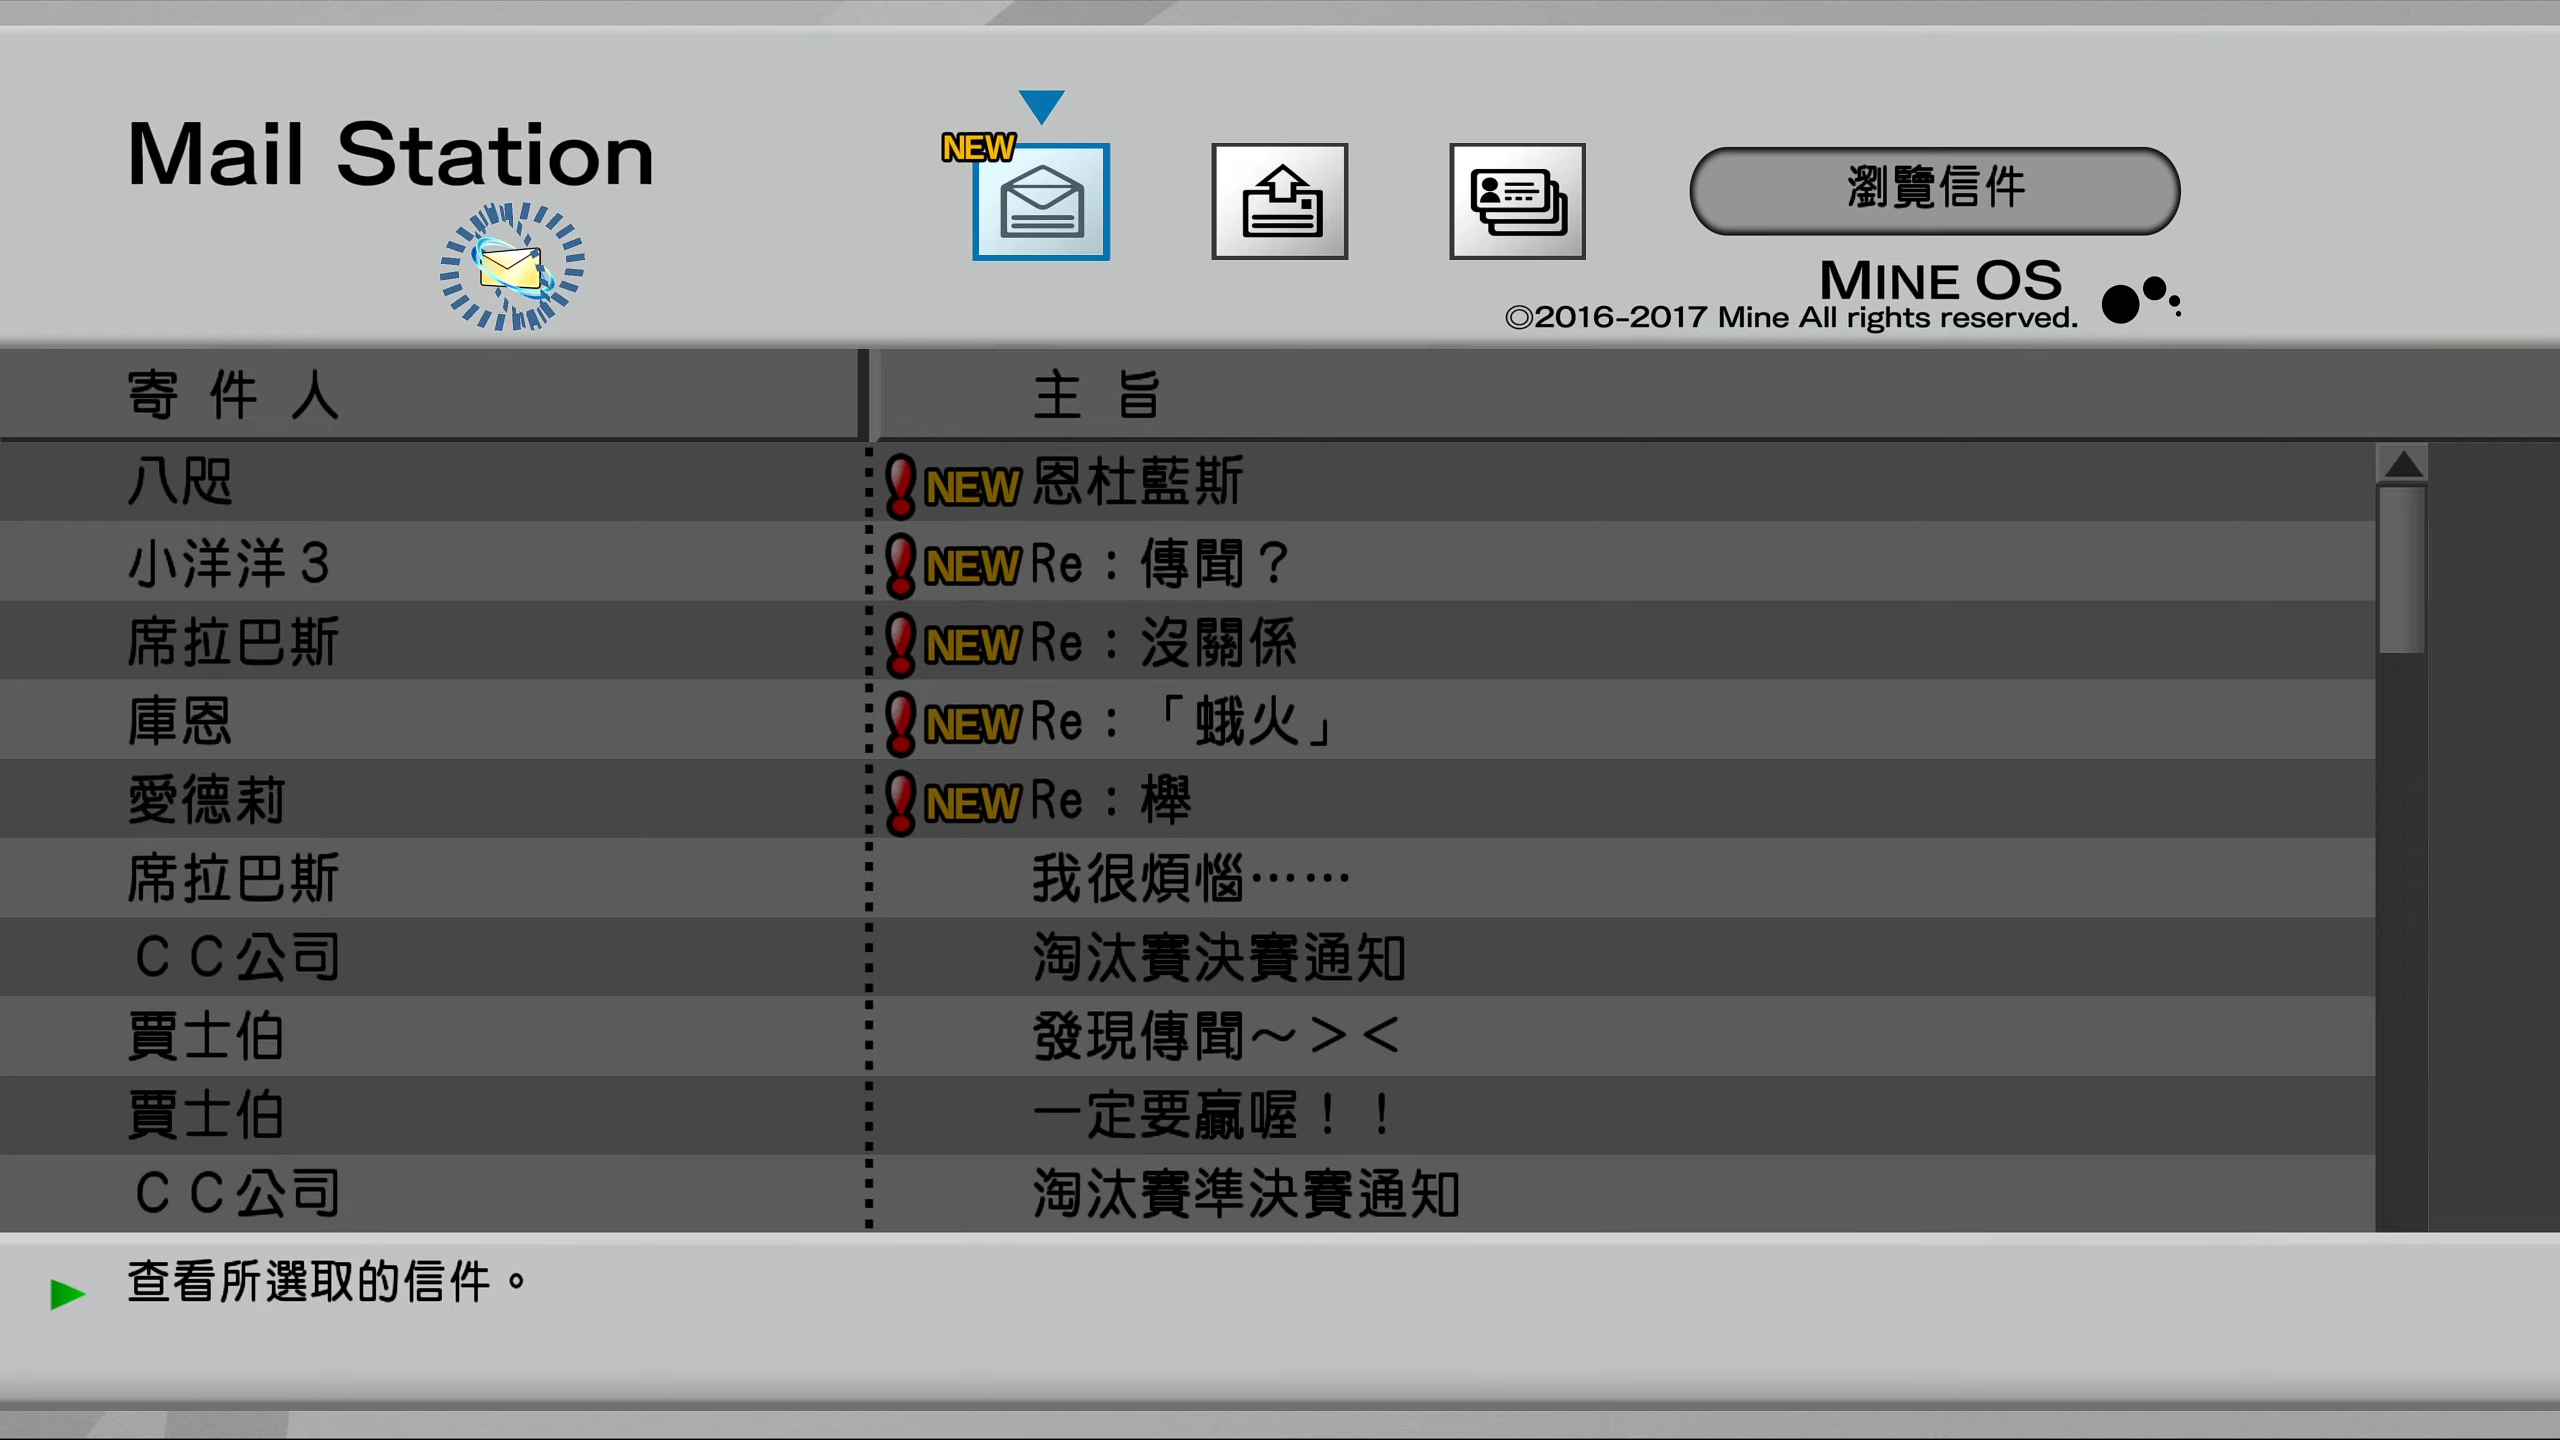 Mail Station
NEW
瀏覽信件
MINE OS
©2016-2017 Mine All rights reserved.
寄件人 主旨
八咫 NEW 恩杜藍斯
小洋洋３ NEW Re：傳聞？
席拉巴斯 NEW Re：沒關係
庫恩 NEW Re：「蛾火」
愛德莉 NEW Re：櫸
席拉巴斯 我很煩惱……
ＣＣ公司 淘汰賽決賽通知
賈士伯 發現傳聞～＞＜
賈士伯 一定要贏喔！！
ＣＣ公司 淘汰賽準決賽通知
查看所選取的信件。